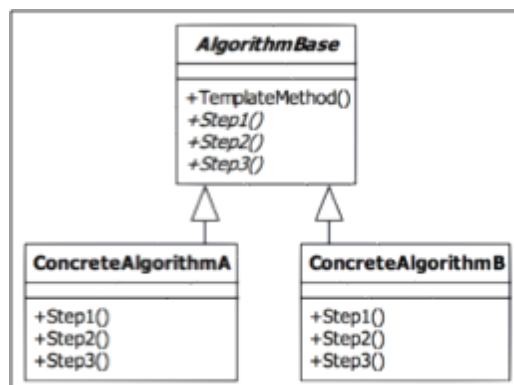 AlgorithmBase
+TemplateMethod()
+Step1()
+Step2()
+Step3()
ConcreteAlgorithmA
+Step1()
+Step2()
+Step3()
ConcreteAlgorithmB
+Step1()
+Step2()
+Step3()